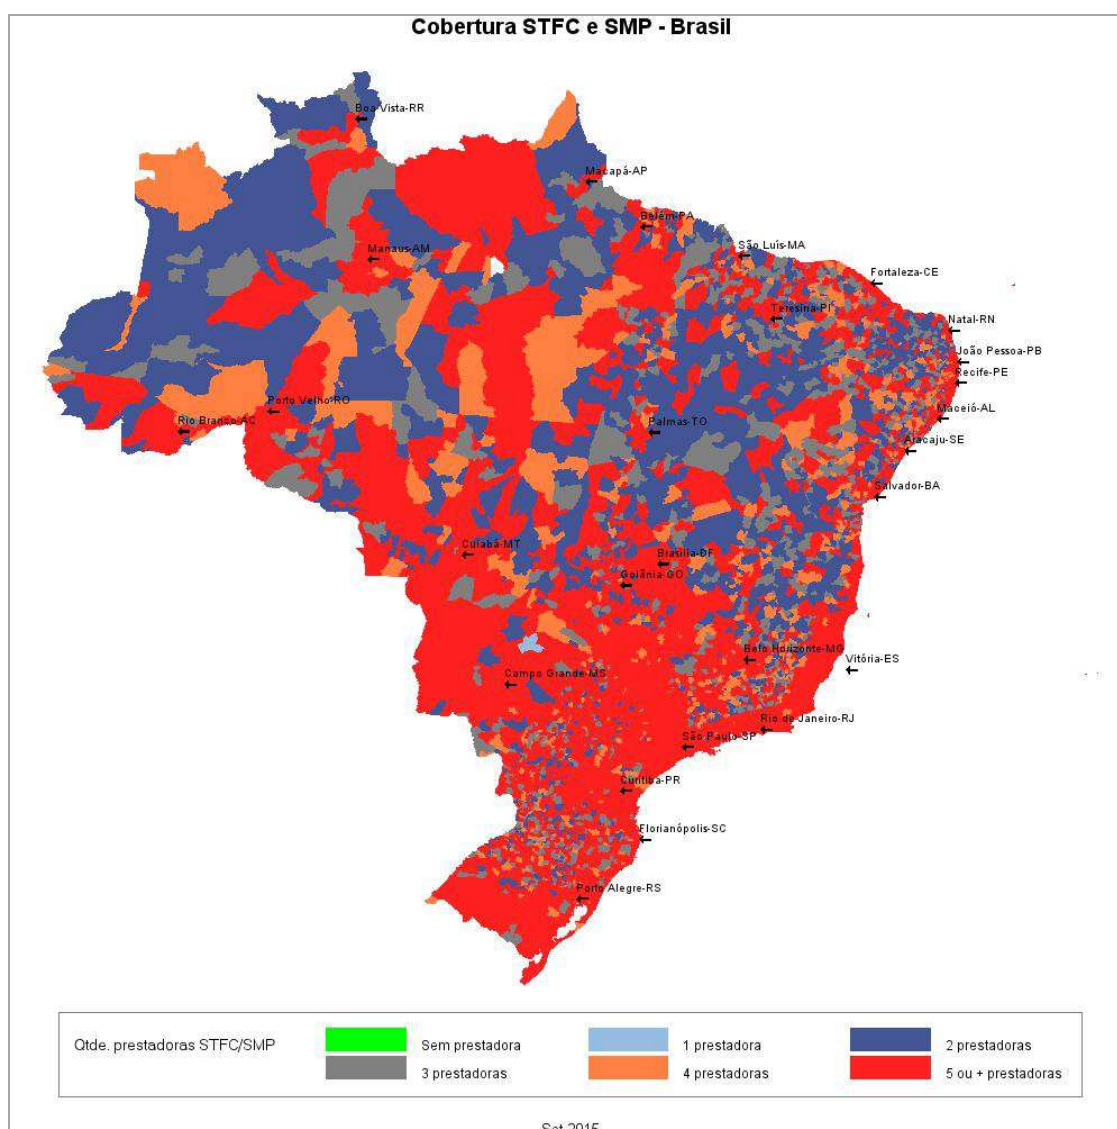 Cobertura STFC e SMP - Brasil
Boa Vista-RR
Macapá-AP
Belém-PA
São Luís-MA
Manaus-AM
Fortaleza-CE
Teresina-PI
Natal-RN
João Pessoa-PB
Recife-PE
Porto Velho-RO
Maceió-AL
Rio Branco-AC
Palmas-TO
Aracaju-SE
Salvador-BA
Cuiabá-MT
Brasília-DF
Goiânia-GO
Belo Horizonte-MG
Vitória-ES
Campo Grande-MS
Rio de Janeiro-RJ
São Paulo-SP
Curitiba-PR
Florianópolis-SC
Porto Alegre-RS
Qtde. prestadoras STFC/SMP
Sem prestadora
1 prestadora
2 prestadoras
3 prestadoras
4 prestadoras
5 ou + prestadoras
Set 2015